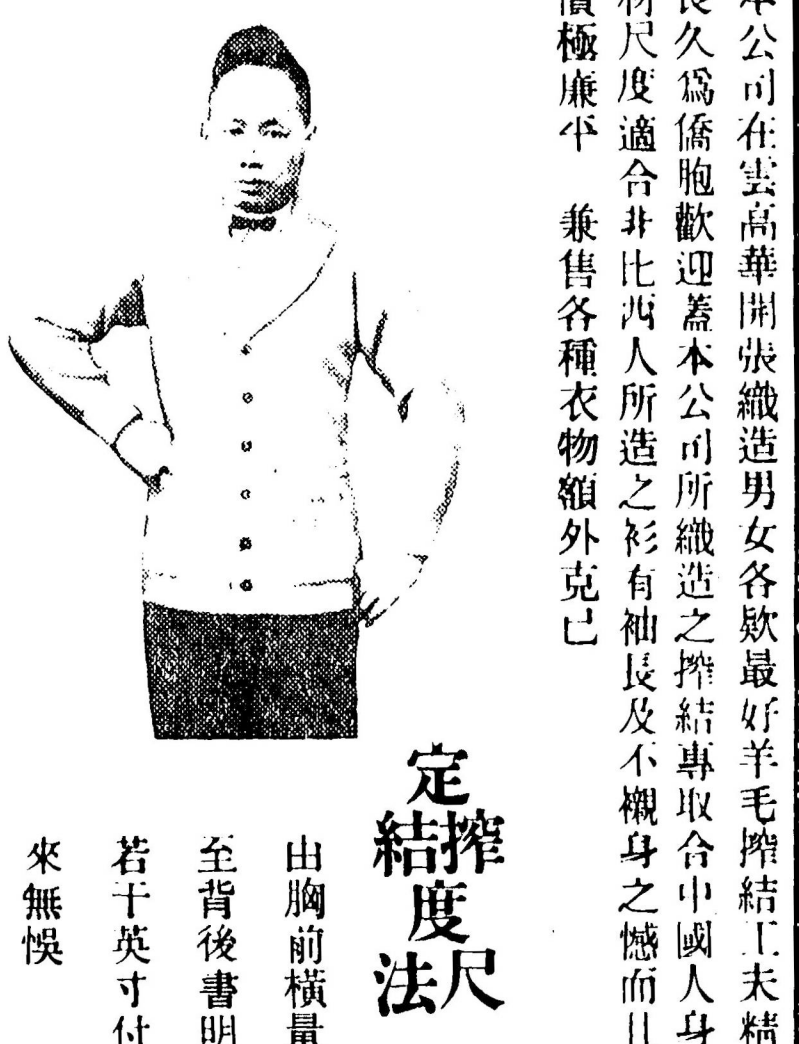 本公司在雲高華開張織造男女各欵最好羊毛搾結工夫精
長久爲僑胞歡迎蓋本公司所織造之搾結專取合中國人身
材尺度適合非比西人所造之衫有袖長及不襯身之憾而且
價極廉平 兼售各種衣物額外克己
定搾結度尺法
由胸前橫量
至背後書明
若干英寸付
來無悞